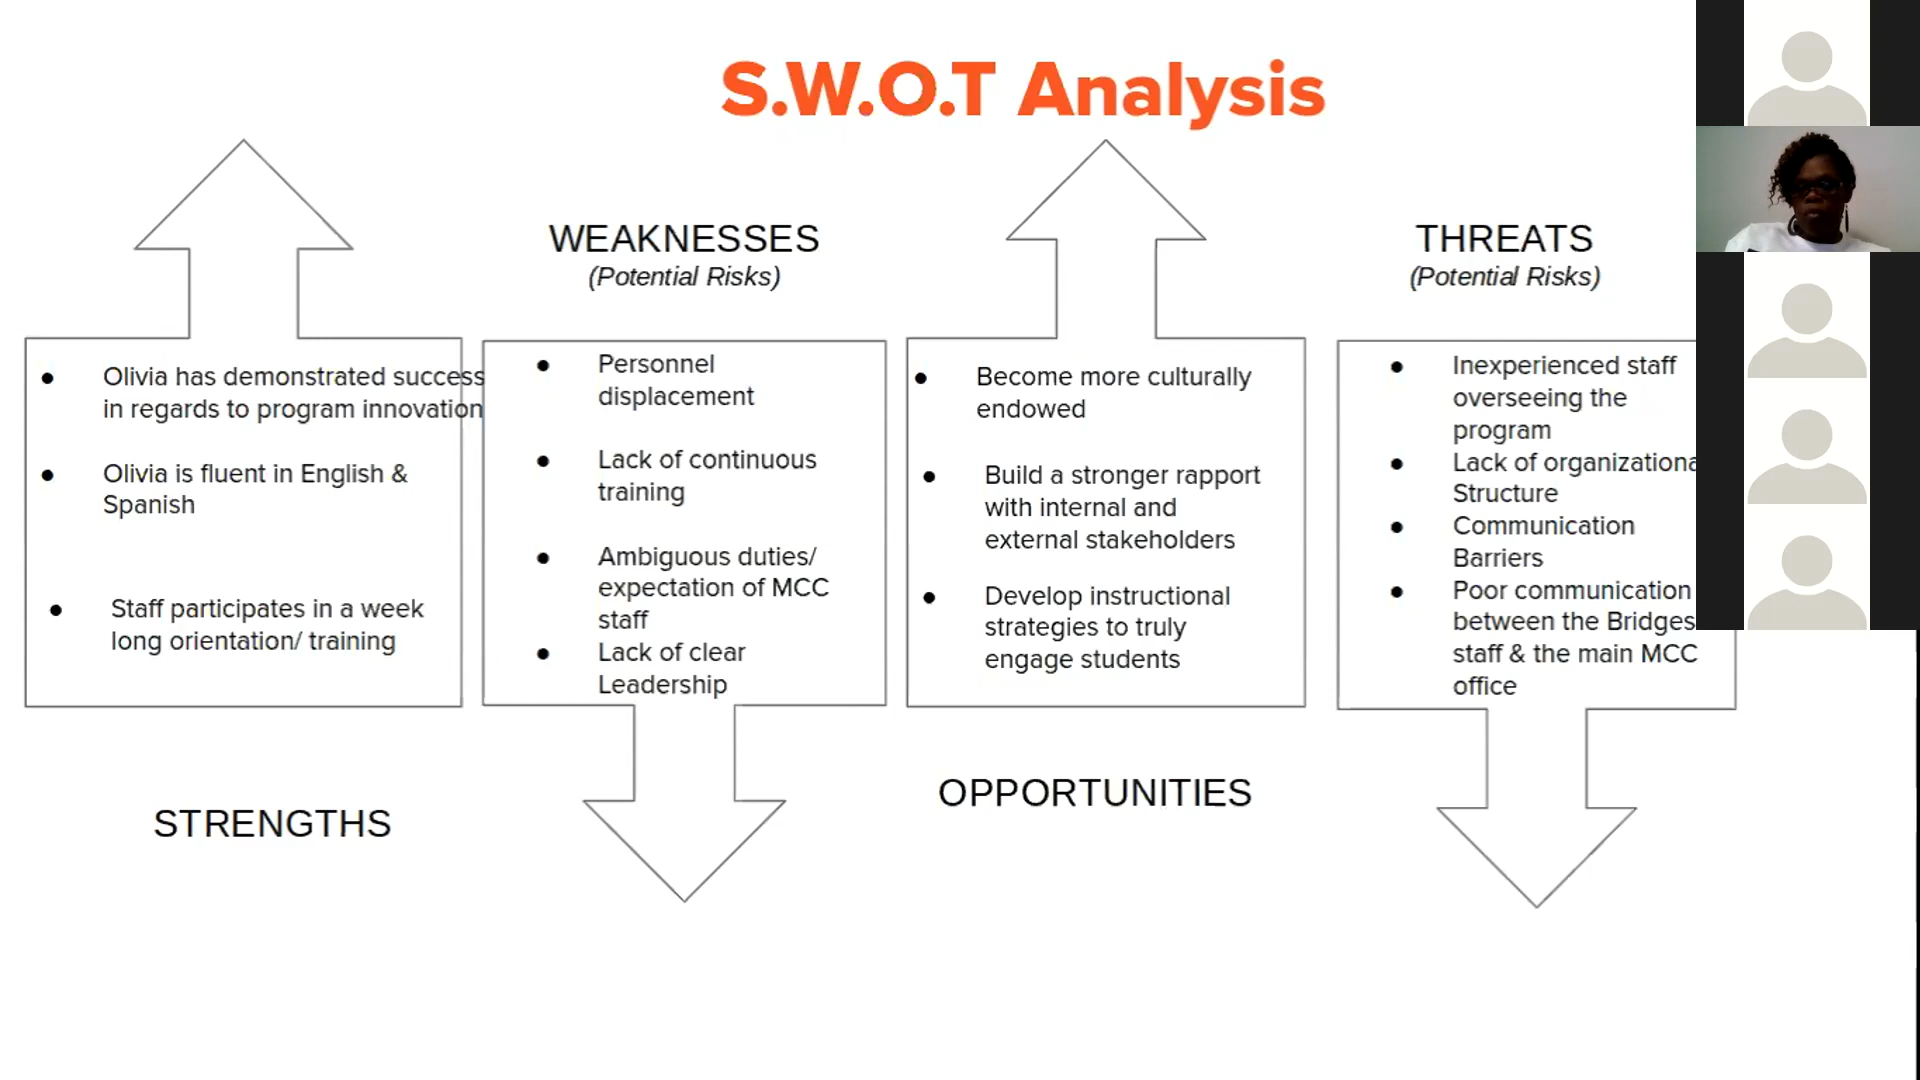 S.W.O.T Analysis
Olivia has demonstrated success
in regards to program innovation
Olivia is fluent in English &
Spanish
Staff participates in a week
long orientation/ training
STRENGTHS
WEAKNESSES
(Potential Risks)
Personnel
displacement
Lack of continuous
training
Ambiguous duties/
expectation of MCC
staff
Lack of clear
Leadership
Become more culturally
endowed
Build a stronger rapport
with internal and
external stakeholders
Develop instructional
strategies to truly
engage students
OPPORTUNITIES
THREATS
(Potential Risks)
Inexperienced staff
overseeing the
program
Lack of organizationa
Structure
Communication
Barriers
Poor communication
between the Bridges
staff & the main MCC
office